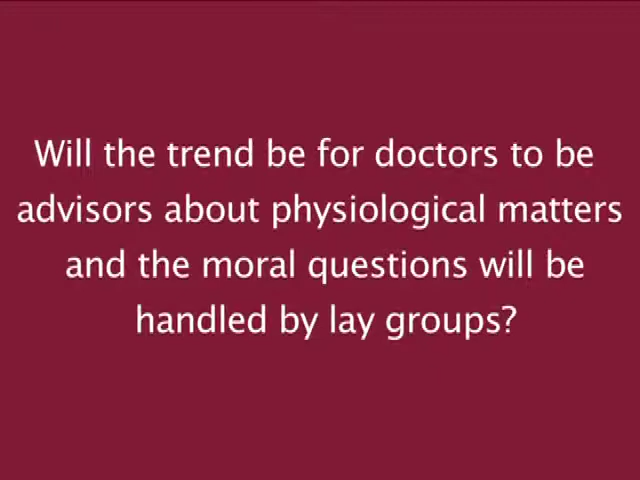 Will the trend be for doctors to be
advisors about physiological matters
and the moral questions will be
handled by lay groups?